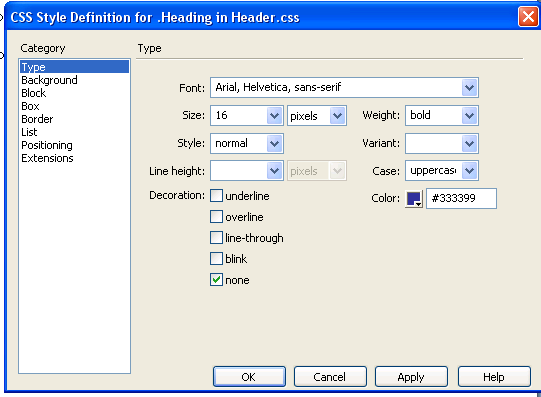 CSS Style Definition for .Heading in Header.css
Category
Type
Type
Background
Block
Box
Border
List
Positioning
Extensions
Font: Arial, Helvetica, sans-serif
Size: 16 pixels Weight: bold
Style: normal Variant:
Line height: pixels Case: uppercase
Decoration: underline Color: #333399
overline
line-through
blink
none
OK Cancel Apply Help